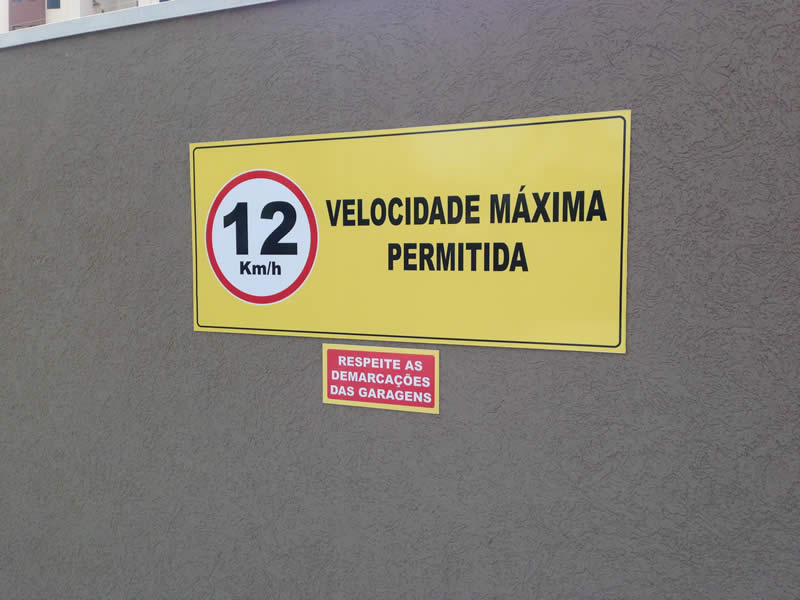 12
Km/h
VELOCIDADE MÁXIMA
PERMITIDA
RESPEITE AS
DEMARCAÇÕES
DAS GARAGENS